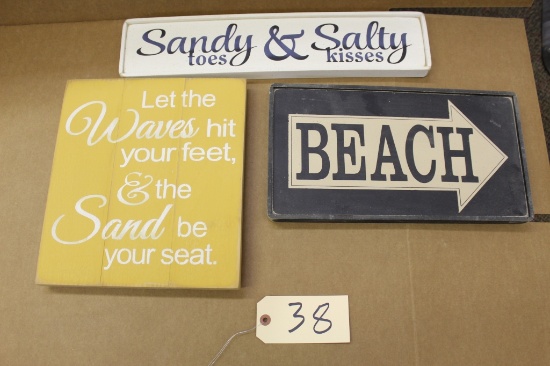 Sandy & Salty
toes kisses
Let the
Waves hit
your feet,
& the
Sand be
your seat.
BEACH
38